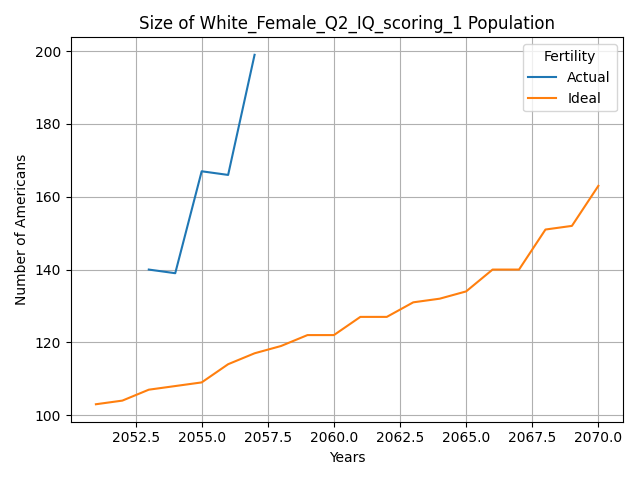 Size of White_Female_Q2_IQ_scoring_1 Population
Number of Americans
200
180
160
140
120
100
Fertility
Actual
Ideal
2052.5 2055.0 2057.5 2060.0 2062.5 2065.0 2067.5 2070.0
Years